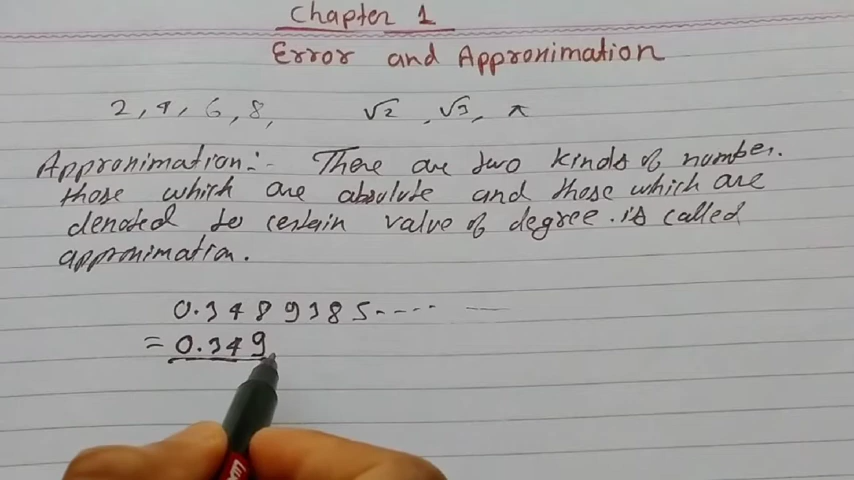 Chapter 1
Error and Approximation
2, 4, 6, 8, √2, √3, π
Approximation:- There are two kinds of number.
those which are absolute and those which are
denoted to certain value of degree. is called
approximation.
0.3489385....
= 0.349